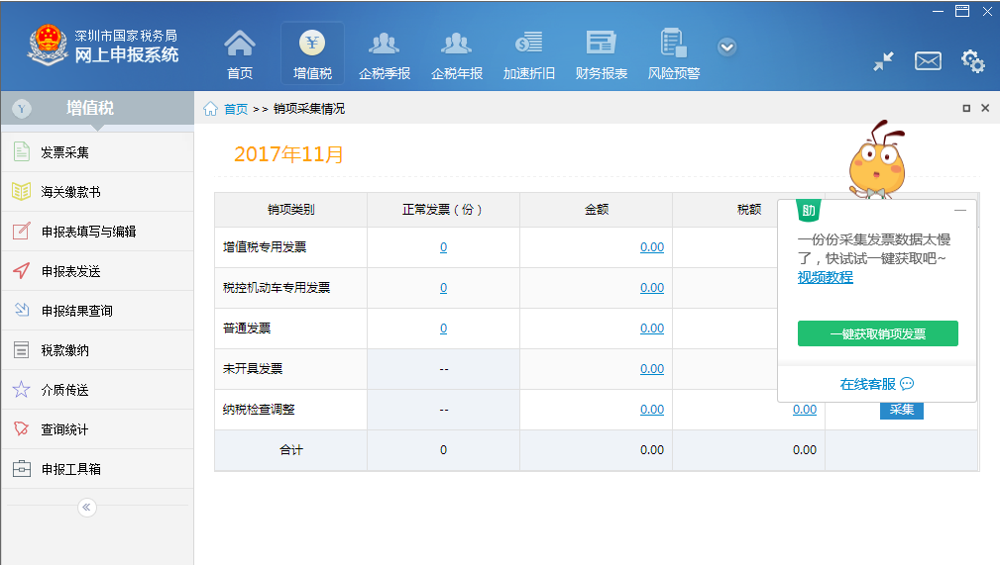 深圳市国家税务局
网上申报系统
首页
增值税
企税季报
企税年报
加速折旧
财务报表
风险预警
增值税
首页 >> 销项采集情况
发票采集
海关缴款书
申报表填写与编辑
申报表发送
申报结果查询
税款缴纳
介质传送
查询统计
申报工具箱
2017年11月
销项类别 正常发票（份） 金额 税额
增值税专用发票 0 0.00
税控机动车专用发票 0 0.00
普通发票 0 0.00
未开具发票 -- 0.00
纳税检查调整 -- 0.00 0.00 采集
合计 0 0.00 0.00
助
一份份采集发票数据太慢
了，快试试一键获取吧~
视频教程
一键获取销项发票
在线客服